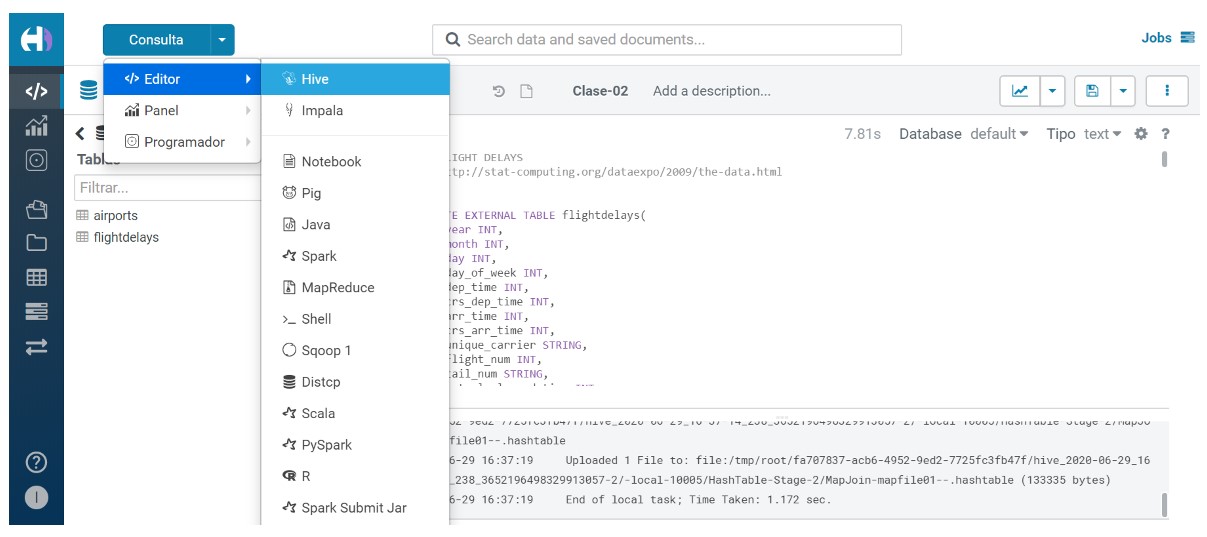 Consulta
Search data and saved documents...
Jobs
</> Editor
Panel
Programador
Hive
Impala
Notebook
Pig
Java
Spark
MapReduce
>_ Shell
Sqoop 1
Distcp
Scala
PySpark
R
Spark Submit Jar
</>
Clase-02
Add a description...
Tablas
Filtrar...
airports
flightdelays
7.81s
Database default
Tipo text
?
IGHT DELAYS
tp://stat-computing.org/dataexpo/2009/the-data.html
TE EXTERNAL TABLE flightdelays(
year INT,
month INT,
day INT,
day_of_week INT,
dep_time INT,
crs_dep_time INT,
arr_time INT,
crs_arr_time INT,
unique_carrier STRING,
flight_num INT,
tail_num STRING,
file01--.hashtable
6-29 16:37:19 Uploaded 1 File to: file:/tmp/root/fa707837-acb6-4952-9ed2-7725fc3fb47f/hive_2020-06-29_16
_238_3652196498329913057-2/-local-10005/HashTable-Stage-2/MapJoin-mapfile01--.hashtable (133335 bytes)
6-29 16:37:19 End of local task; Time Taken: 1.172 sec.
?
I